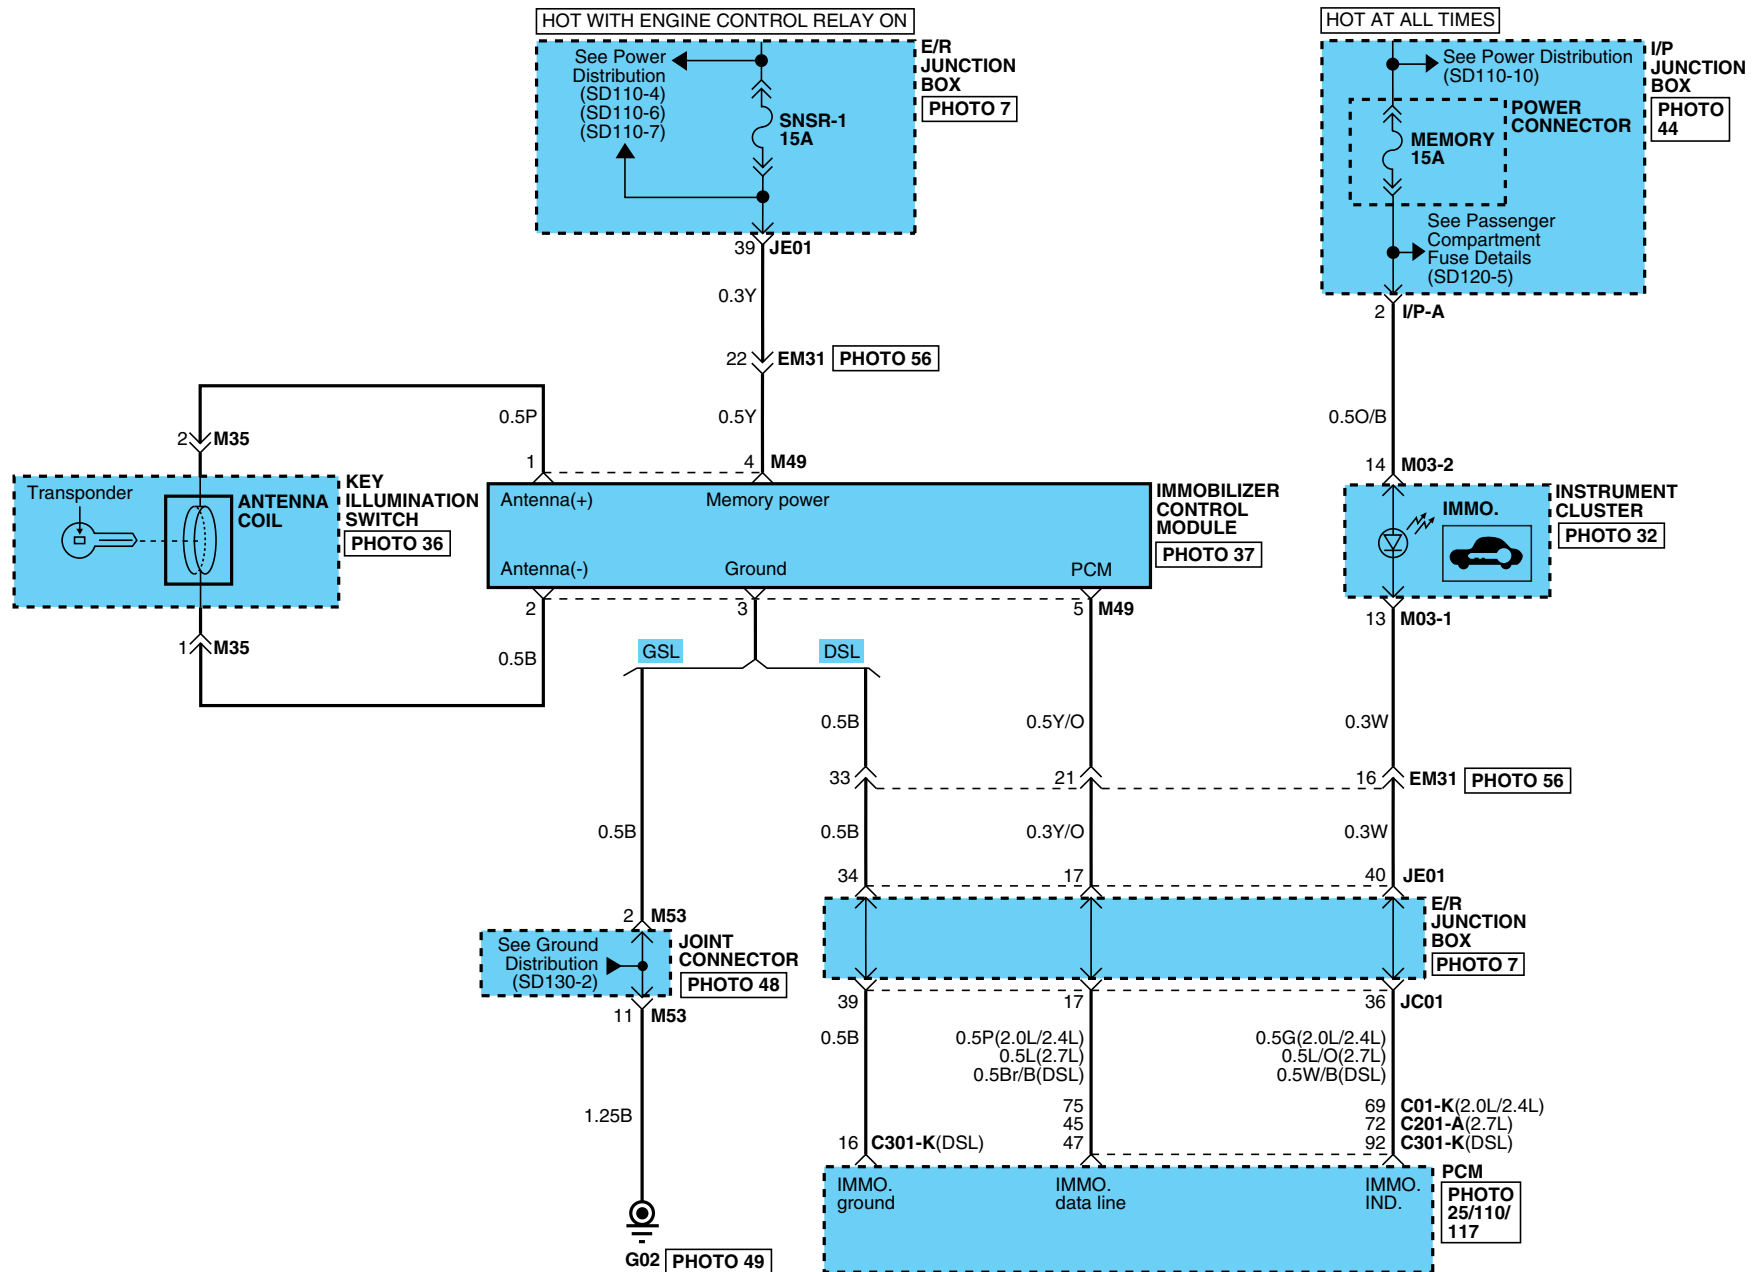 HOT WITH ENGINE CONTROL RELAY ON
See Power
Distribution
(SD110-4)
(SD110-6)
(SD110-7)
SNSR-1
15A
E/R
JUNCTION
BOX
PHOTO 7
39 JE01
0.3Y
22 EM31 PHOTO 56
0.5Y
4 M49
HOT AT ALL TIMES
See Power Distribution
(SD110-10)
POWER
CONNECTOR
MEMORY
15A
See Passenger
Compartment
Fuse Details
(SD120-5)
I/P
JUNCTION
BOX
PHOTO
44
2 I/P-A
0.5O/B
14 M03-2
0.5P
1
2 M35
Transponder
ANTENNA
COIL
KEY
ILLUMINATION
SWITCH
PHOTO 36
1 M35
0.5B
Antenna(+)
Memory power
Antenna(-)
Ground
PCM
IMMOBILIZER
CONTROL
MODULE
PHOTO 37
2
3
5 M49
IMMO.
INSTRUMENT
CLUSTER
PHOTO 32
13 M03-1
GSL
DSL
0.5B
0.5Y/O
0.3W
33
21
16 EM31 PHOTO 56
0.5B
0.5B
0.3Y/O
0.3W
34
17
40 JE01
E/R
JUNCTION
BOX
PHOTO 7
2 M53
See Ground
Distribution
(SD130-2)
JOINT
CONNECTOR
PHOTO 48
11 M53
1.25B
G02 PHOTO 49
39
17
36 JC01
0.5B
0.5P(2.0L/2.4L)
0.5L(2.7L)
0.5Br/B(DSL)
0.5G(2.0L/2.4L)
0.5L/O(2.7L)
0.5W/B(DSL)
75
45
47
69 C01-K(2.0L/2.4L)
72 C201-A(2.7L)
92 C301-K(DSL)
16 C301-K(DSL)
IMMO.
ground
IMMO.
data line
IMMO.
IND.
PCM
PHOTO
25/110/
117